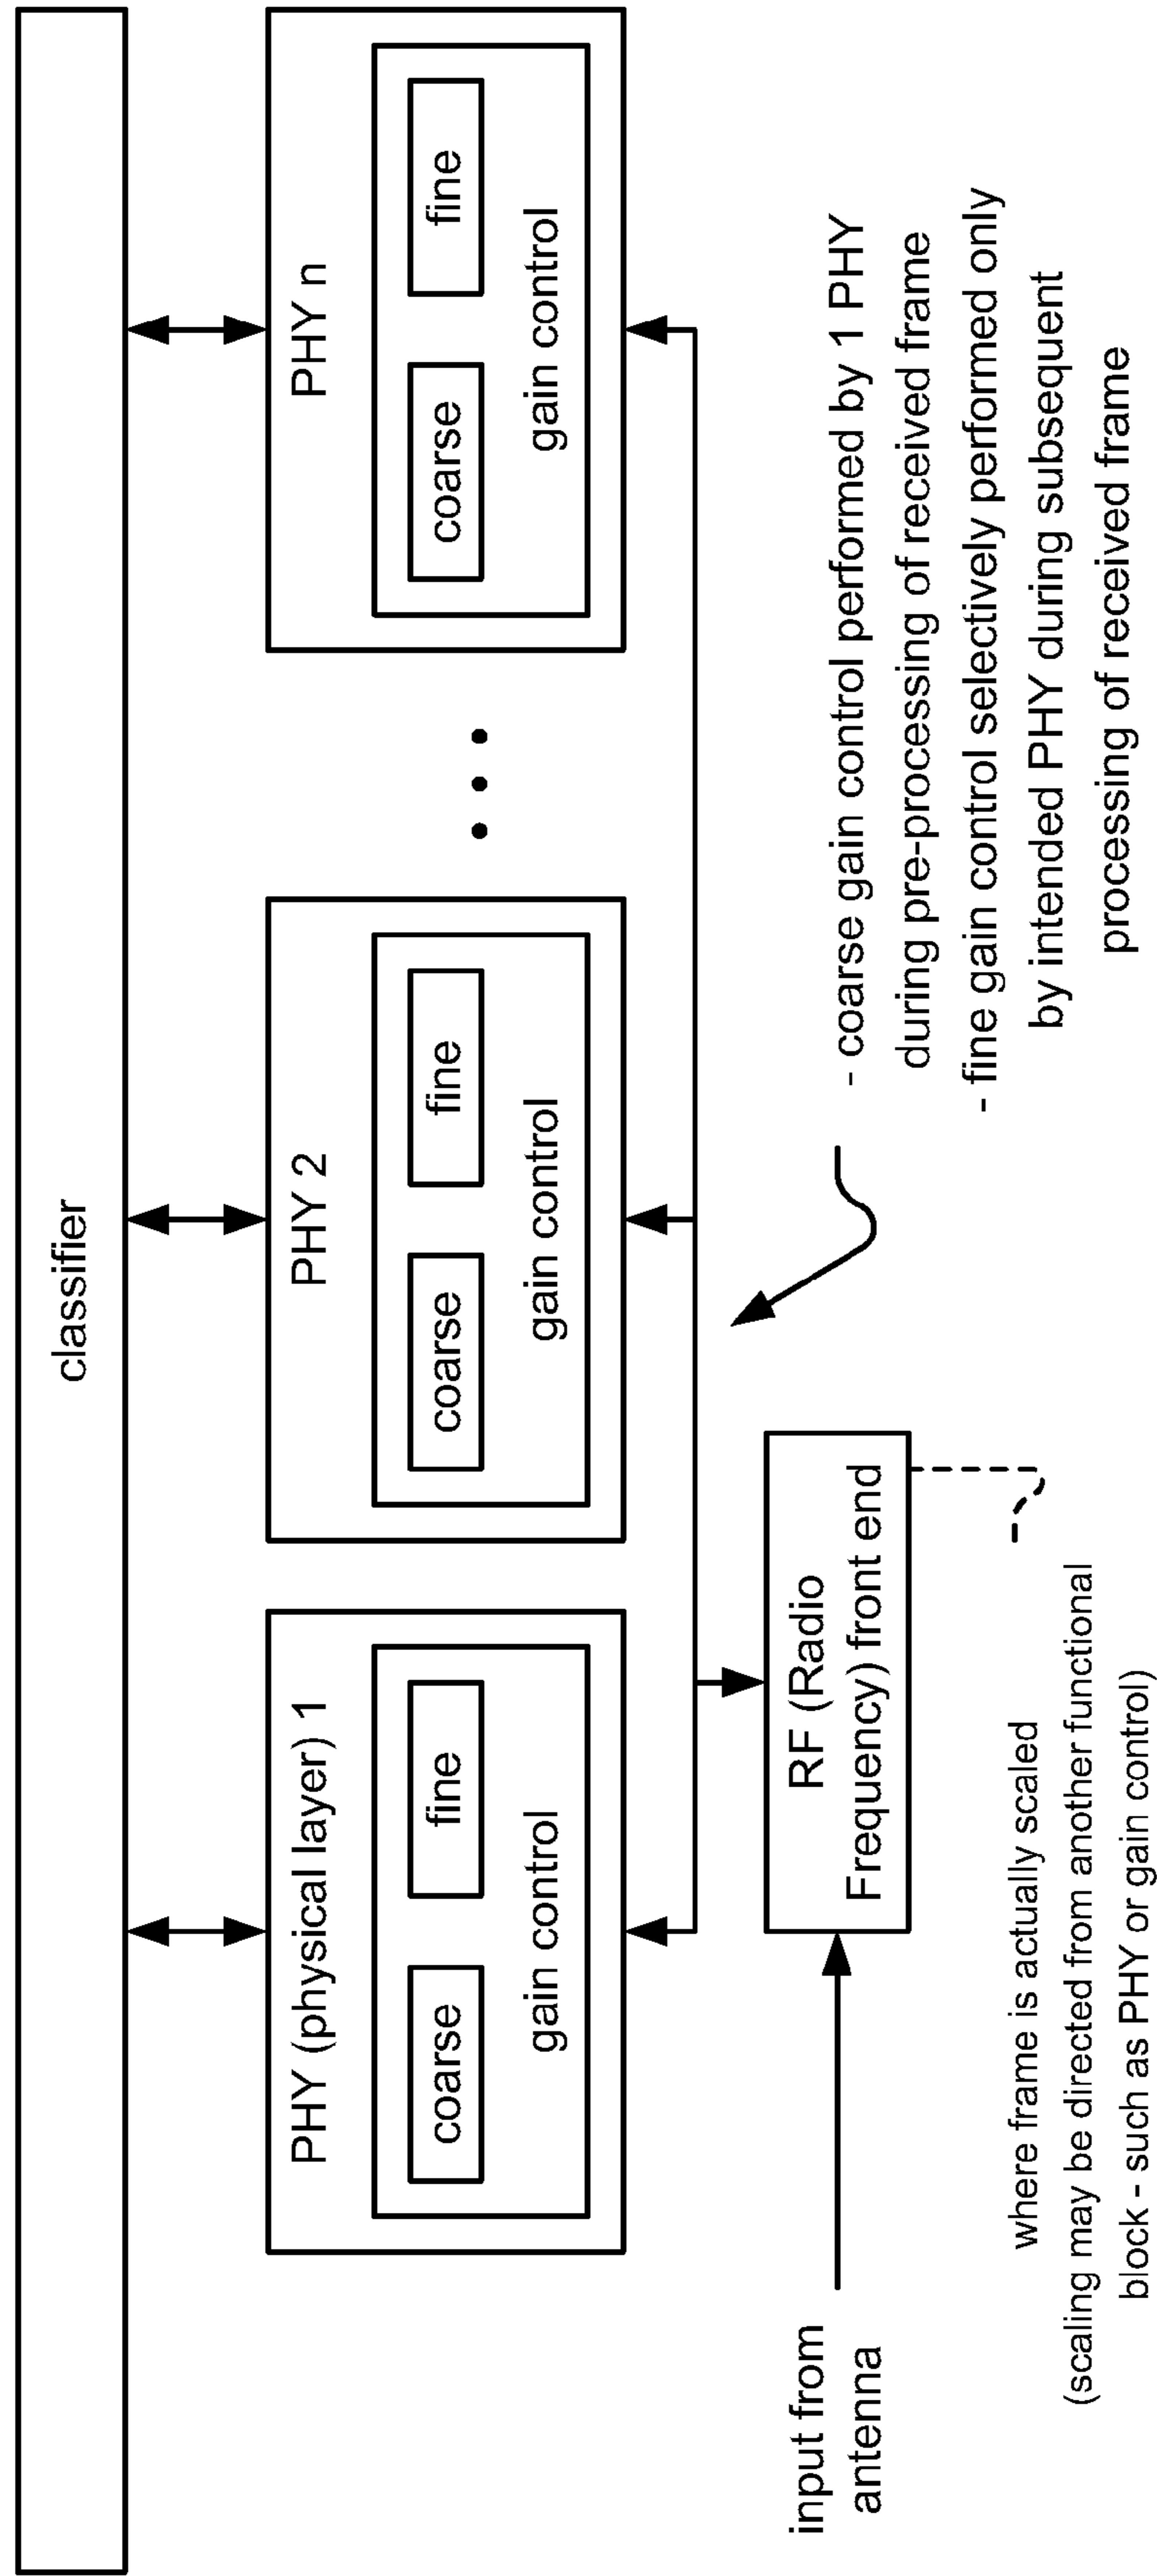 classifier
PHY (physical layer) 1
coarse
fine
gain control
PHY 2
coarse
fine
gain control
PHY n
coarse
fine
gain control
input from
antenna
RF (Radio
Frequency) front end
- coarse gain control performed by 1 PHY
during pre-processing of received frame
- fine gain control selectively performed only
by intended PHY during subsequent
processing of received frame
where frame is actually scaled
(scaling may be directed from another functional
block - such as PHY or gain control)